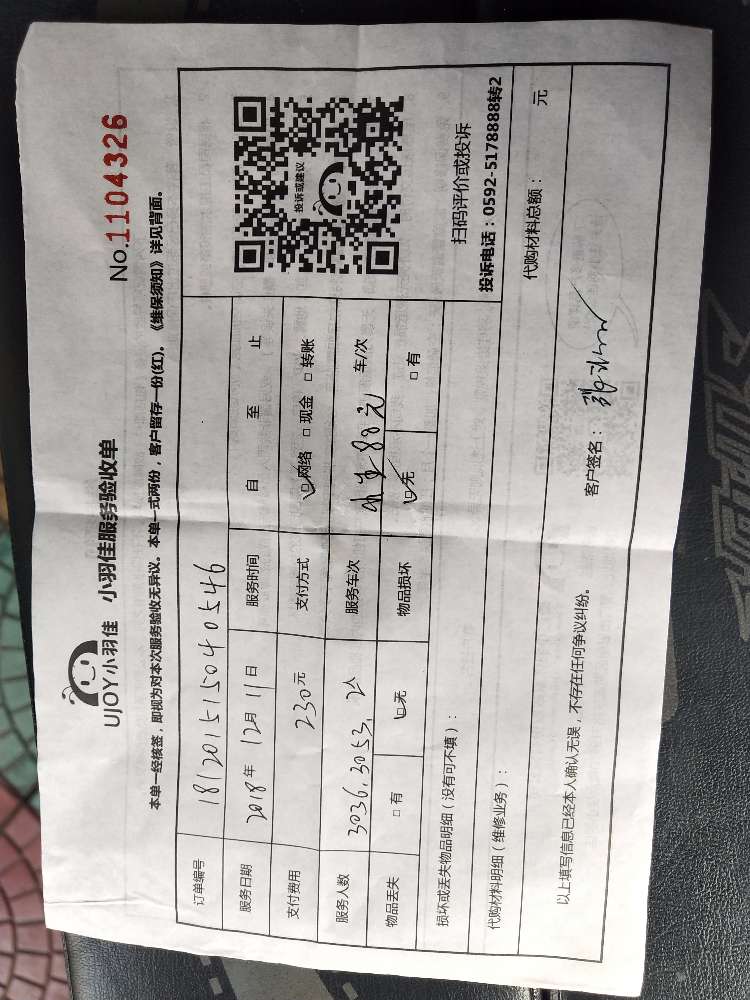 UJOY小羽佳 小羽佳服务验收单
No.1104326
本单一经核签，即视为对本次服务验收无异议。本单一式两份，客户留存一份(红)。《维保须知》详见背面。
订单编号 181201515040546
服务日期 2018年 12月 11日 服务时间 自 至 止
支付费用 230元 支付方式 ☑网络 □现金 □转账
服务人数 3036.3053. 2人 服务车次 88元 车/次
物品丢失 □有 ☑无 物品损坏 ☑无 □有
投诉或建议
扫码评价或投诉
投诉电话：0592-5178888转2
损坏或丢失物品明细（没有可不填）：
代购材料明细（维修业务）： 代购材料总额： 元
以上填写信息已经本人确认无误，不存在任何争议纠纷。 客户签名：